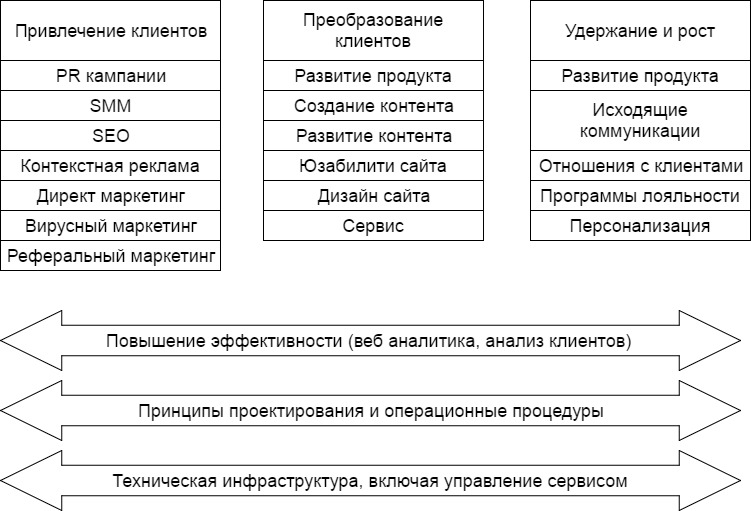 Привлечение клиентов
PR кампании
SMM
SEO
Контекстная реклама
Директ маркетинг
Вирусный маркетинг
Реферальный маркетинг
Преобразование
клиентов
Развитие продукта
Создание контента
Развитие контента
Юзабилити сайта
Дизайн сайта
Сервис
Удержание и рост
Развитие продукта
Исходящие
коммуникации
Отношения с клиентами
Программы лояльности
Персонализация
Повышение эффективности (веб аналитика, анализ клиентов)
Принципы проектирования и операционные процедуры
Техническая инфраструктура, включая управление сервисом